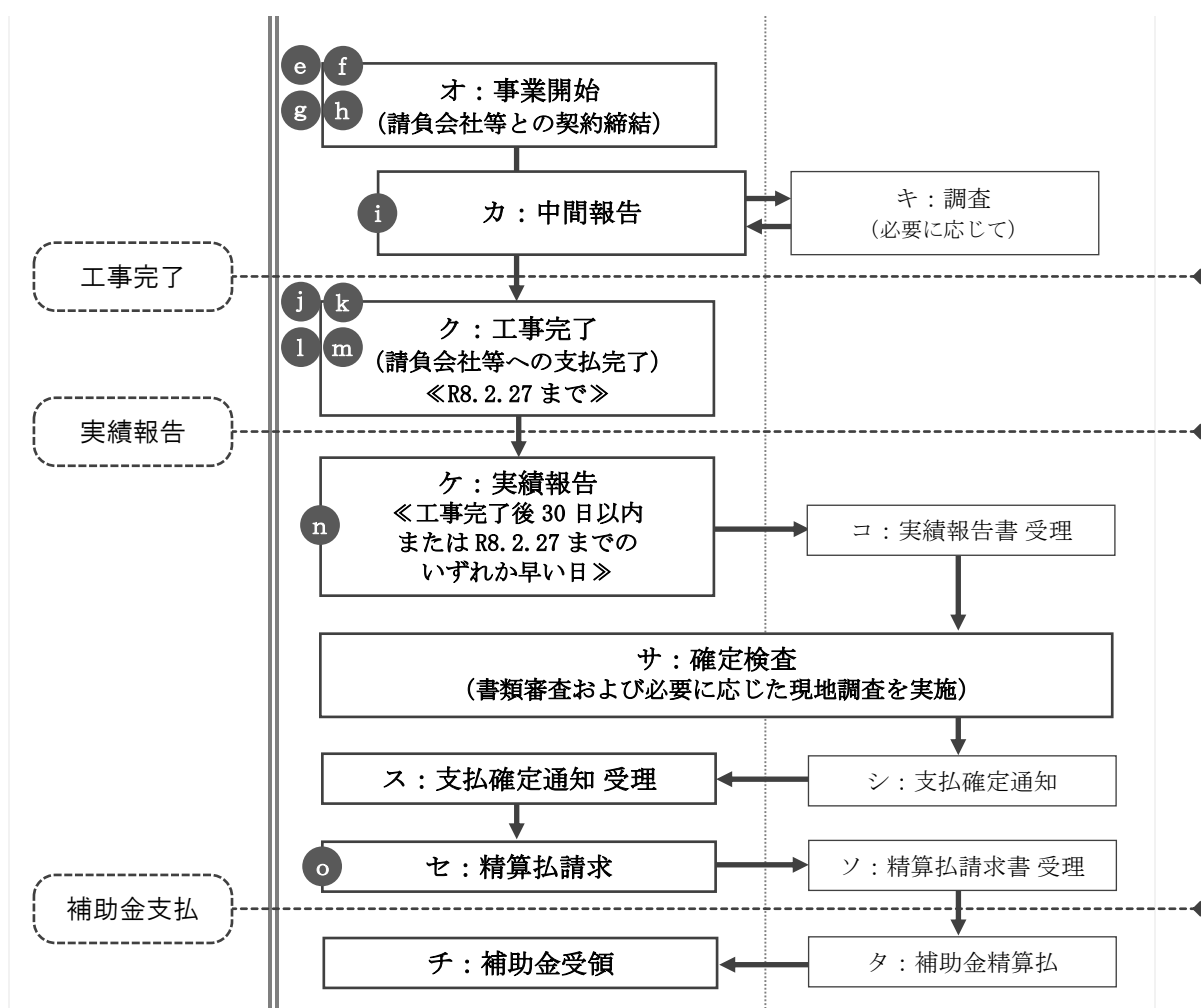 e
f
g
h
オ：事業開始
（請負会社等との契約締結）
i
カ：中間報告
キ：調査
（必要に応じて）
工事完了
j
k
l
m
ク：工事完了
（請負会社等への支払完了）
≪R8.2.27 まで≫
実績報告
n
ケ：実績報告
≪工事完了後 30 日以内
または R8.2.27 までの
いずれか早い日≫
コ：実績報告書 受理
サ：確定検査
（書類審査および必要に応じた現地調査を実施）
ス：支払確定通知 受理
シ：支払確定通知
o
セ：精算払請求
ソ：精算払請求書 受理
補助金支払
チ：補助金受領
タ：補助金精算払